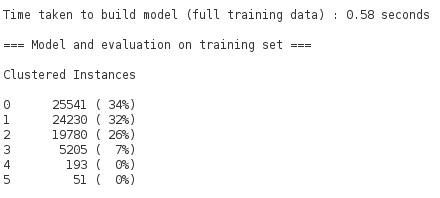 Time taken to build model (full training data) : 0.58 seconds
=== Model and evaluation on training set ===
Clustered Instances
0      25541 ( 34%)
1      24230 ( 32%)
2      19780 ( 26%)
3       5205 (  7%)
4        193 (  0%)
5         51 (  0%)